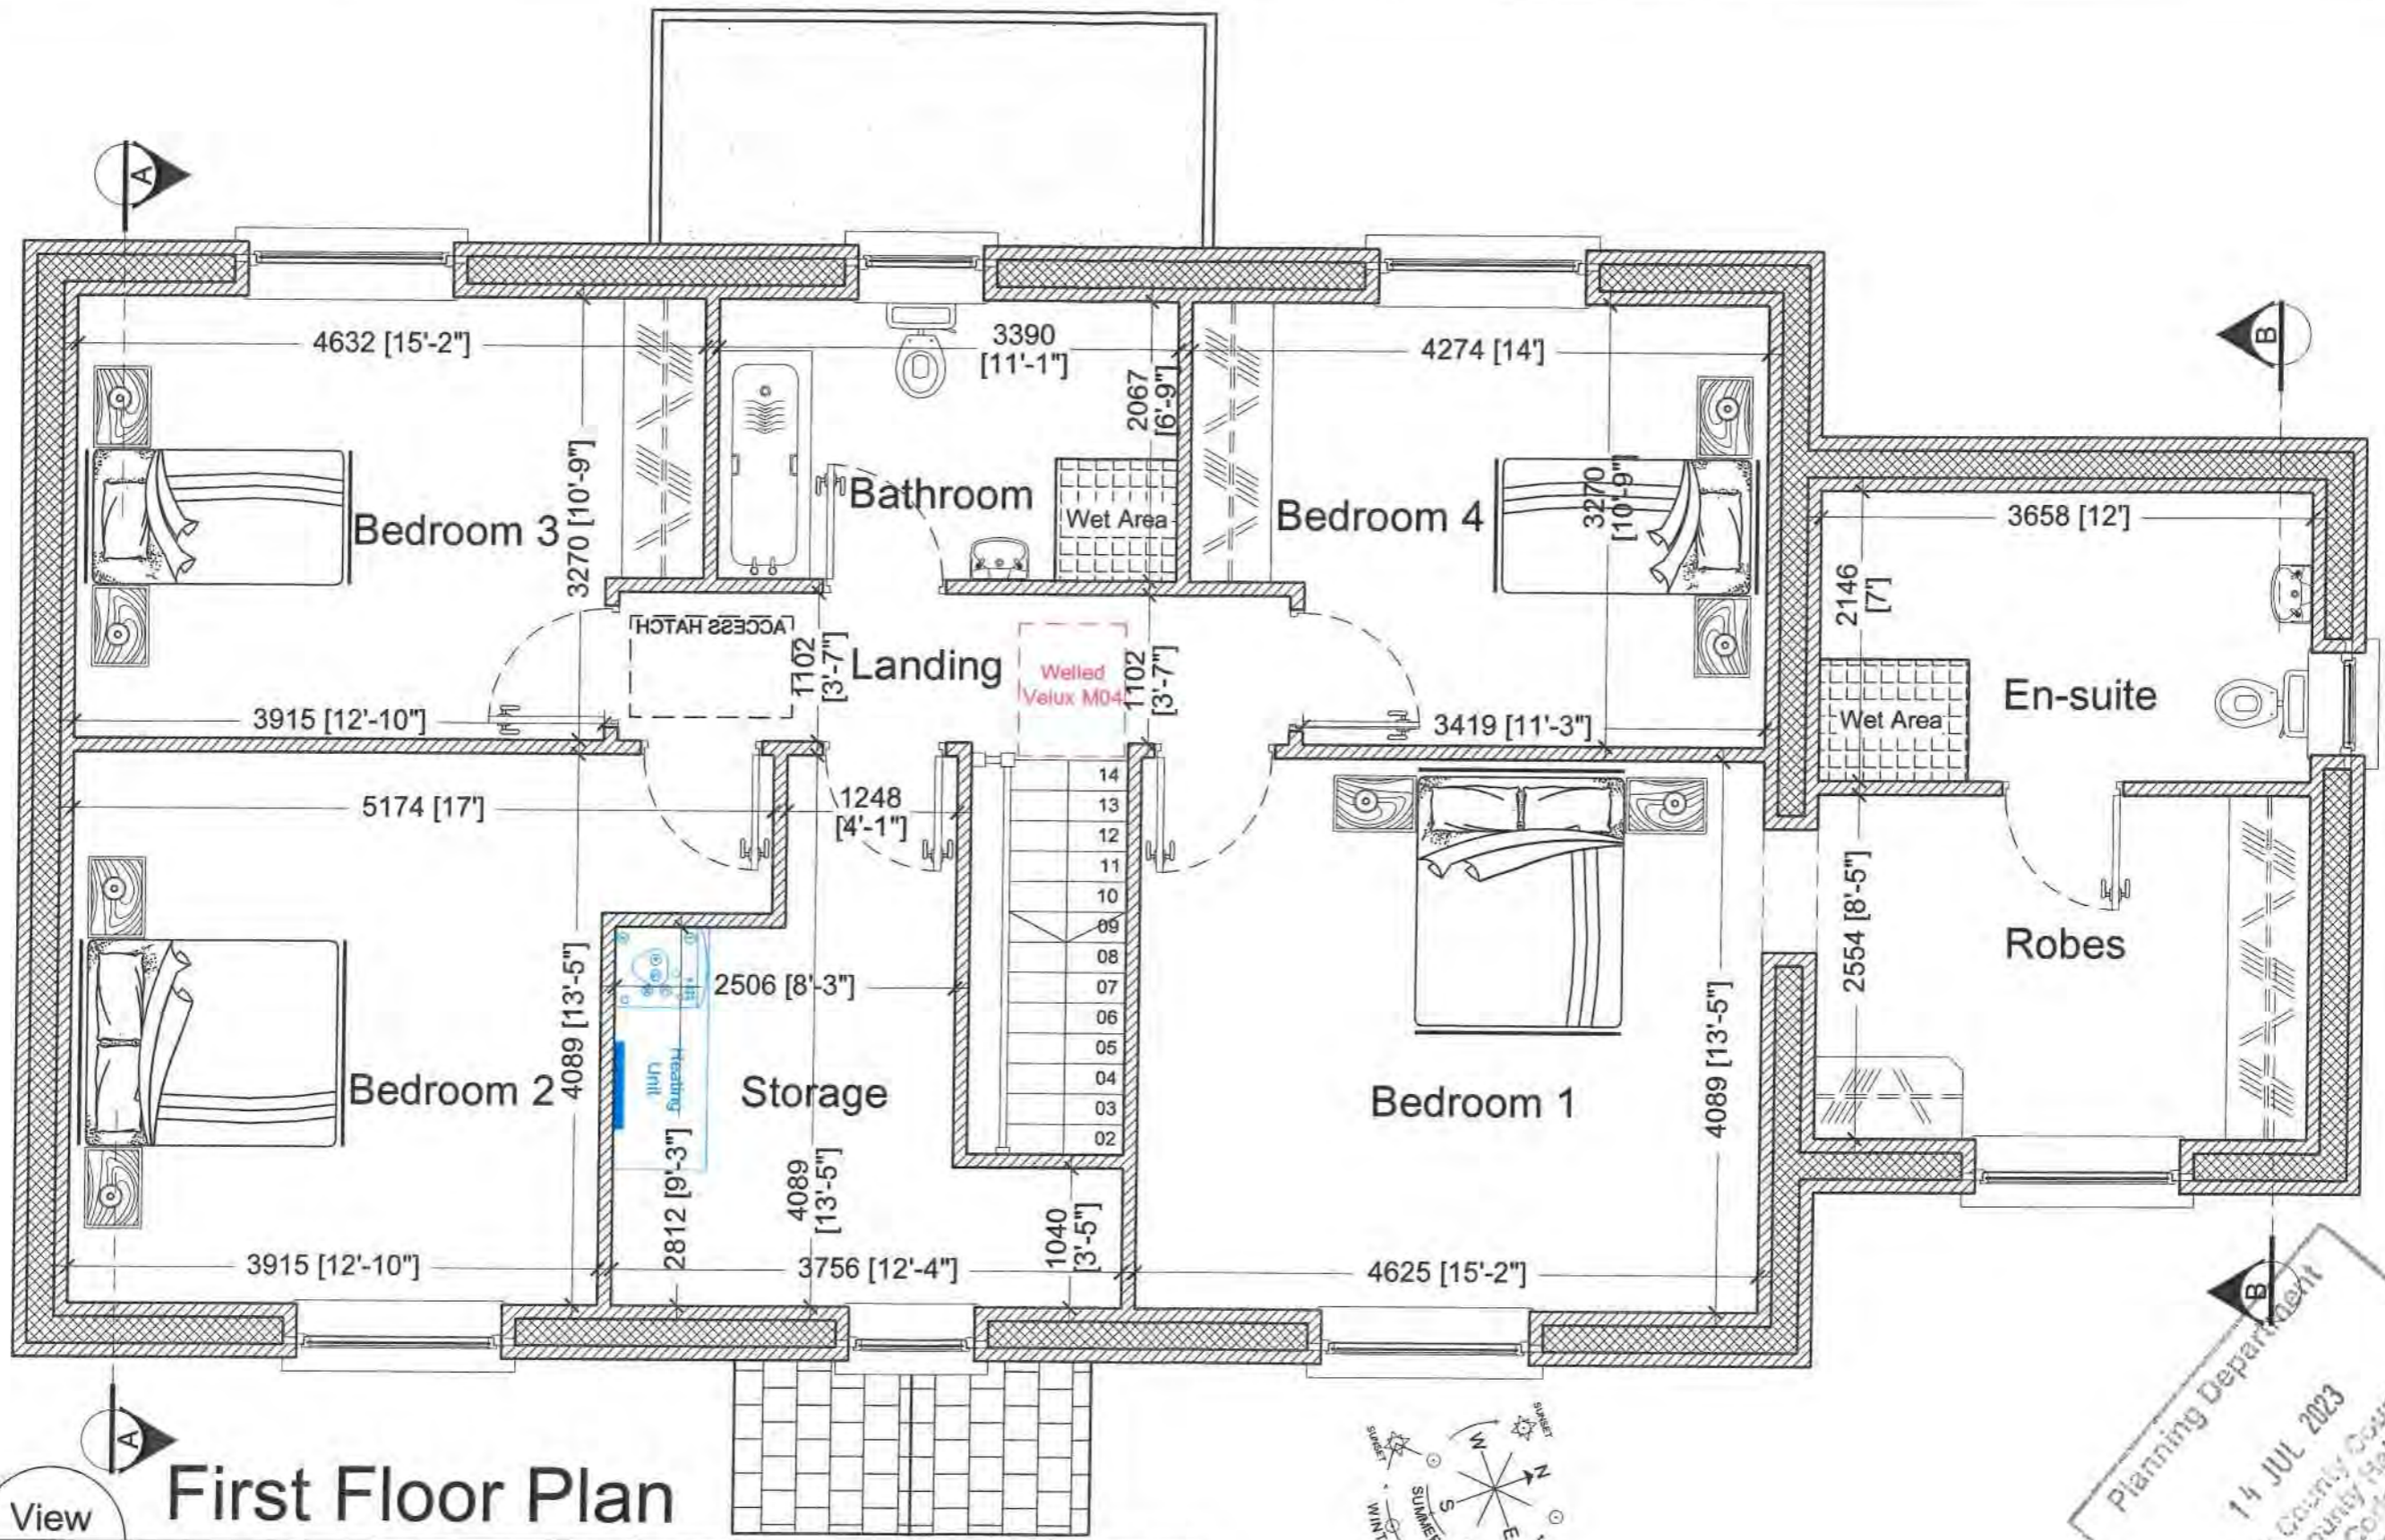 A
B
4632 [15'-2"]
3390
[11'-1"]
4274 [14']
2067
[6'-9"]
3270 [10'-9"]
3270
[10'-9"]
Bedroom 3
Bathroom
Wet Area
Bedroom 4
3658 [12']
2146
[7']
En-suite
Wet Area
ACCESS HATCH
1102
[3'-7"]
Landing
Welled
Velux M04
1102
[3'-7"]
3915 [12'-10"]
3419 [11'-3"]
5174 [17']
1248
[4'-1"]
14
13
12
11
10
09
08
07
06
05
04
03
02
2554 [8'-5"]
Robes
4089 [13'-5"]
2506 [8'-3"]
4089 [13'-5"]
Bedroom 2
Heating
Unit
Storage
Bedroom 1
2812 [9'-3"]
4089
[13'-5"]
1040
[3'-5"]
3915 [12'-10"]
3756 [12'-4"]
4625 [15'-2"]
A
B
First Floor Plan
View
SUNSET
SUNSET
W
N
S
E
SUMMER
Planning Department
14 JUL 2023
County